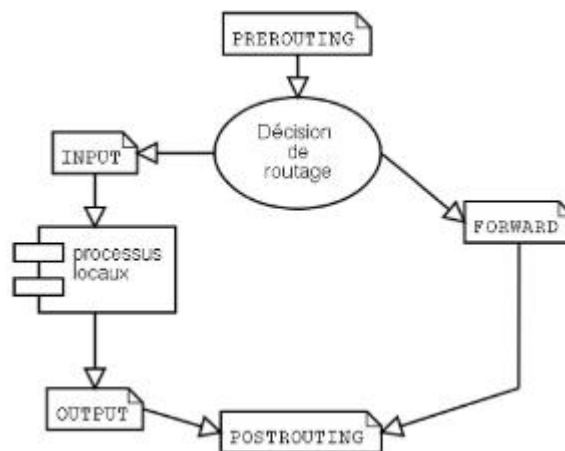 PREROUTING
Décision
de
routage
INPUT
FORWARD
processus
locaux
OUTPUT
POSTROUTING